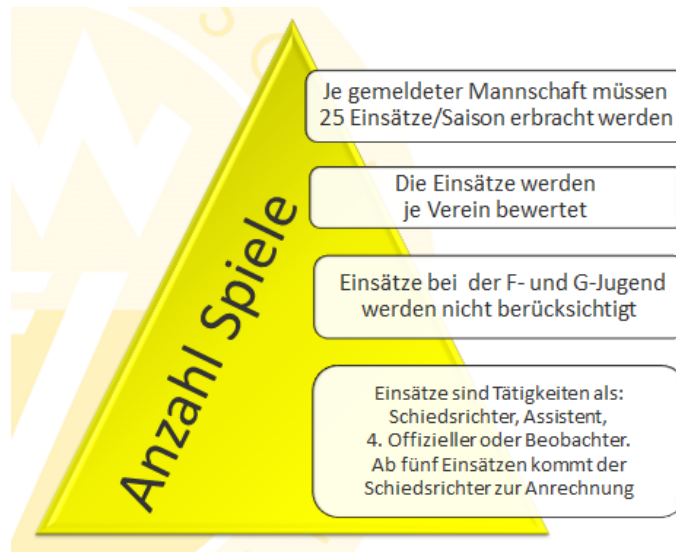 Anzahl Spiele
Je gemeldeter Mannschaft müssen
25 Einsätze/Saison erbracht werden
Die Einsätze werden
je Verein bewertet
Einsätze bei der F- und G-Jugend
werden nicht berücksichtigt
Einsätze sind Tätigkeiten als:
Schiedsrichter, Assistent,
4. Offizieller oder Beobachter.
Ab fünf Einsätzen kommt der
Schiedsrichter zur Anrechnung